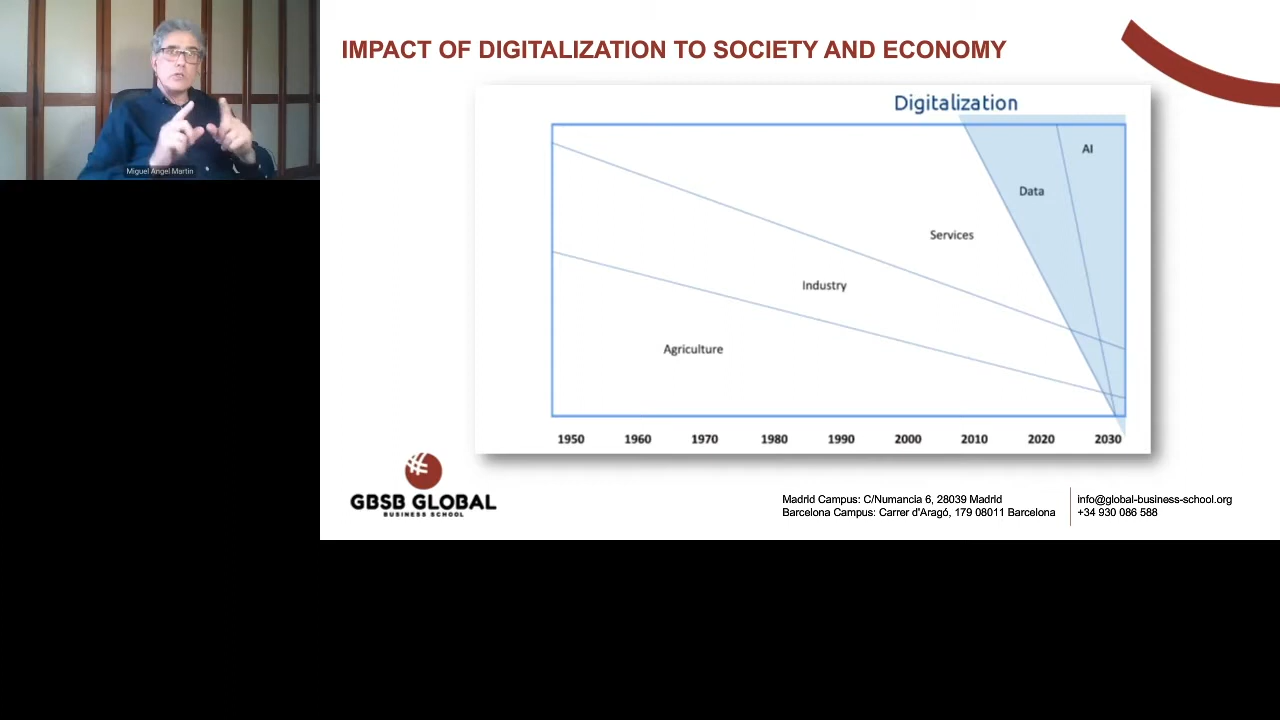 IMPACT OF DIGITALIZATION TO SOCIETY AND ECONOMY
Miguel Angel Martin
Digitalization
AI
Data
Services
Industry
Agriculture
1950 1960 1970 1980 1990 2000 2010 2020 2030
GBSB GLOBAL
BUSINESS SCHOOL
Madrid Campus: C/Numancia 6, 28039 Madrid
Barcelona Campus: Carrer d'Aragó, 179 08011 Barcelona
info@global-business-school.org
+34 930 086 588